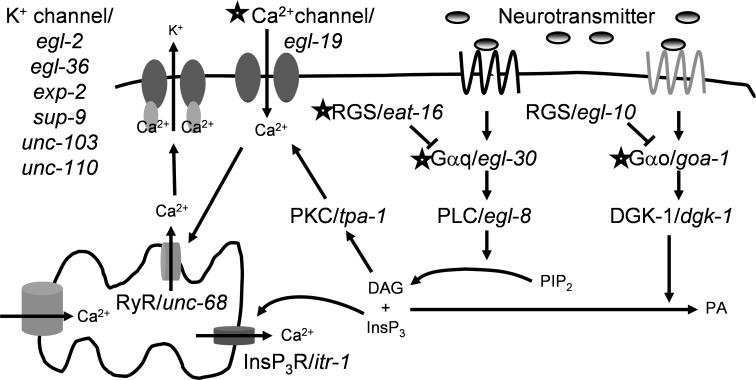 K⁺ channel/
egl-2
egl-36
exp-2
sup-9
unc-103
unc-110
K⁺
Ca²⁺channel/
egl-19
Neurotransmitter
Ca²⁺ Ca²⁺
Ca²⁺
RGS/eat-16
RGS/egl-10
Gαq/egl-30
Gαo/goa-1
Ca²⁺
PKC/tpa-1
PLC/egl-8
DGK-1/dgk-1
RyR/unc-68
Ca²⁺
DAG
+
InsP₃
PIP₂
PA
Ca²⁺
InsP₃R/itr-1